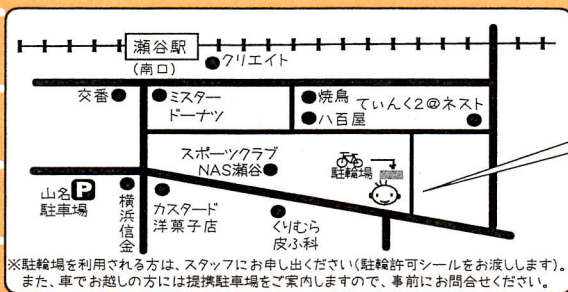 瀬谷駅
(南口)
クリエイト
交番
ミスター
ドーナツ
焼鳥
八百屋
てぃんく2@ネスト
スポーツクラブ
NAS瀬谷
駐輪場
山名
P
駐車場
横浜信金
カスタード
洋菓子店
くりむら
皮ふ科
※駐輪場を利用される方は、スタッフにお申し出ください(駐輪許可シールをお渡しします)。
また、車でお越しの方には提携駐車場をご案内しますので、事前にお問合せください。